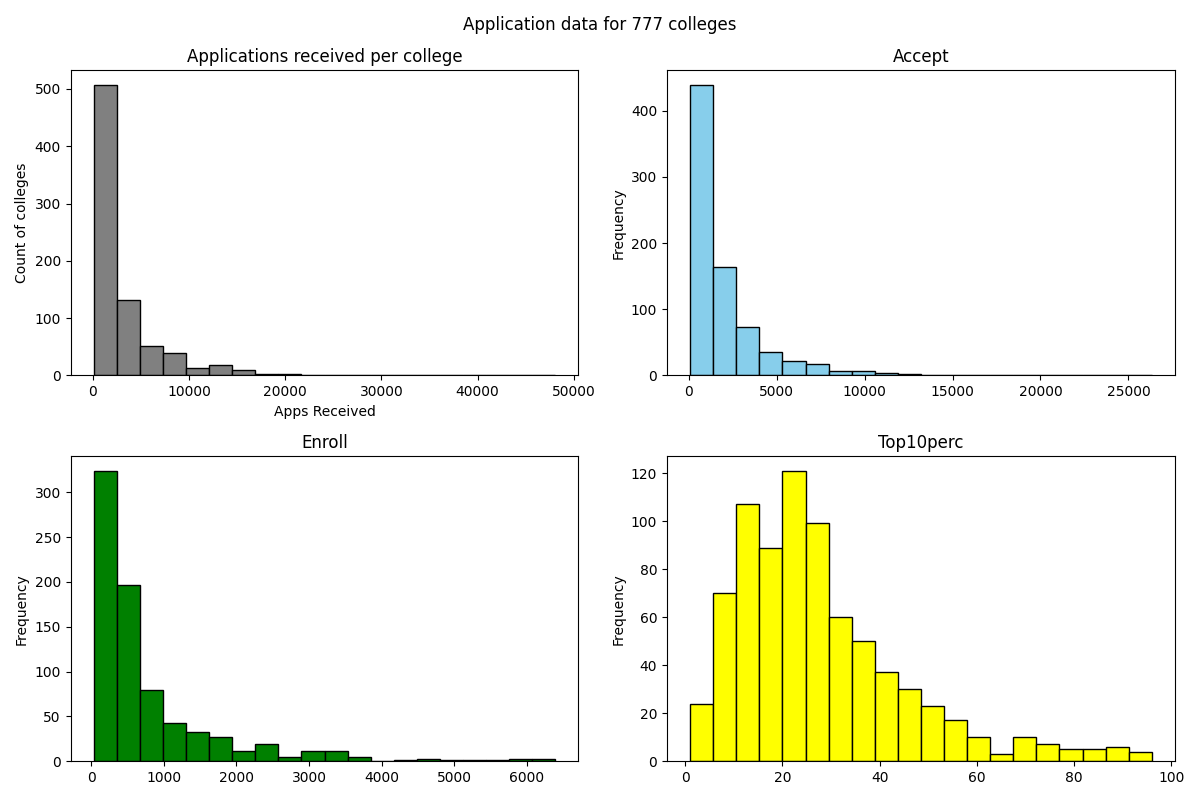 Application data for 777 colleges
Applications received per college
500
400
300
200
100
0
Count of colleges
0 10000 20000 30000 40000 50000
Apps Received
Accept
400
300
200
100
0
Frequency
0 5000 10000 15000 20000 25000
Enroll
300
250
200
150
100
50
0
Frequency
0 1000 2000 3000 4000 5000 6000
Top10perc
120
100
80
60
40
20
0
Frequency
0 20 40 60 80 100